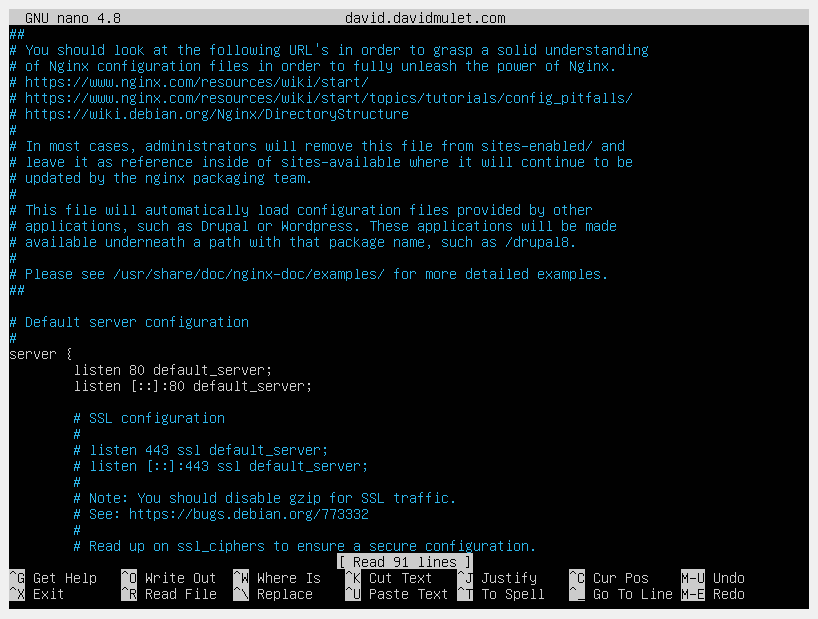 GNU nano 4.8 david.davidmulet.com
##
# You should look at the following URL's in order to grasp a solid understanding
# of Nginx configuration files in order to fully unleash the power of Nginx.
# https://www.nginx.com/resources/wiki/start/
# https://www.nginx.com/resources/wiki/start/topics/tutorials/config_pitfalls/
# https://wiki.debian.org/Nginx/DirectoryStructure
#
# In most cases, administrators will remove this file from sites-enabled/ and
# leave it as reference inside of sites-available where it will continue to be
# updated by the nginx packaging team.
#
# This file will automatically load configuration files provided by other
# applications, such as Drupal or Wordpress. These applications will be made
# available underneath a path with that package name, such as /drupal8.
#
# Please see /usr/share/doc/nginx-doc/examples/ for more detailed examples.
##

# Default server configuration
#
server {
        listen 80 default_server;
        listen [::]:80 default_server;

        # SSL configuration
        #
        # listen 443 ssl default_server;
        # listen [::]:443 ssl default_server;
        #
        # Note: You should disable gzip for SSL traffic.
        # See: https://bugs.debian.org/773332
        #
        # Read up on ssl_ciphers to ensure a secure configuration.
[ Read 91 lines ]
^G Get Help ^O Write Out ^W Where Is ^K Cut Text ^J Justify ^C Cur Pos M-U Undo
^X Exit ^R Read File ^\ Replace ^U Paste Text ^T To Spell ^_ Go To Line M-E Redo